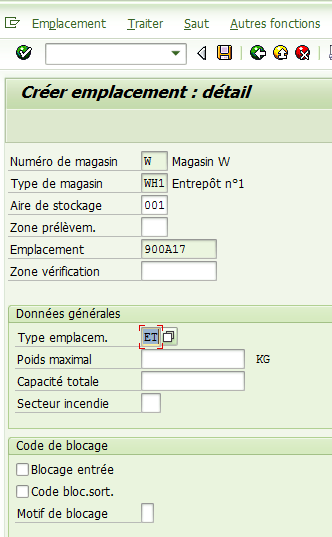 Emplacement Traiter Saut Autres fonctions
Créer emplacement : détail
Numéro de magasin W Magasin W
Type de magasin WH1 Entrepôt n°1
Aire de stockage 001
Zone prélèvem.
Emplacement 900A17
Zone vérification
Données générales
Type emplacem. ET
Poids maximal KG
Capacité totale
Secteur incendie
Code de blocage
Blocage entrée
Code bloc.sort.
Motif de blocage